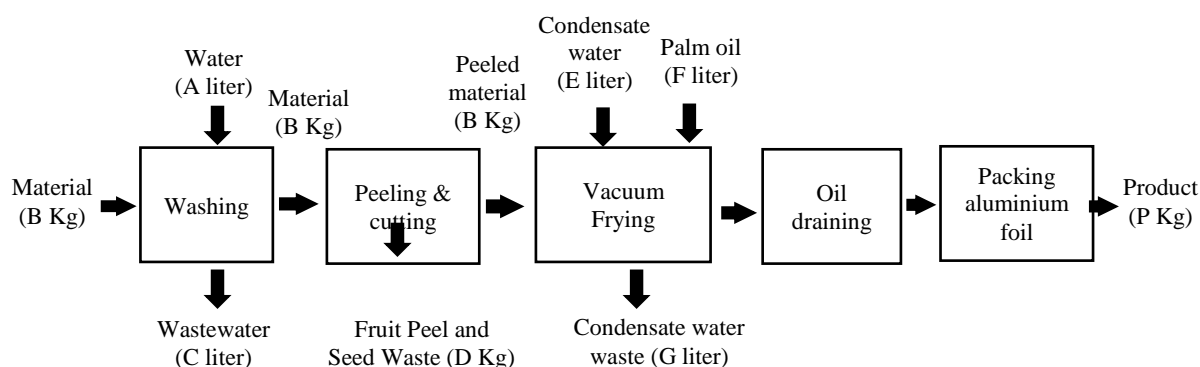 Water
(A liter)
Material
(B Kg)
Peeled
material
(B Kg)
Condensate
water
(E liter)
Palm oil
(F liter)
Material
(B Kg)
Washing
Peeling &
cutting
Vacuum
Frying
Oil
draining
Packing
aluminium
foil
Product
(P Kg)
Wastewater
(C liter)
Fruit Peel and
Seed Waste (D Kg)
Condensate water
waste (G liter)